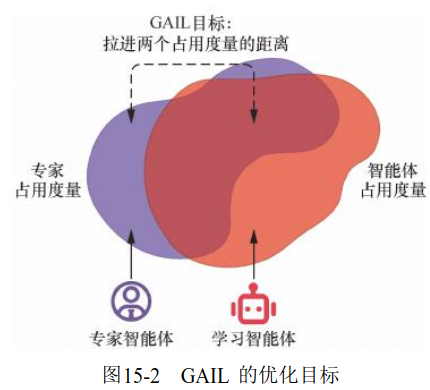 GAIL目标:
拉进两个占用度量的距离
专家
占用度量
智能体
占用度量
专家智能体
学习智能体
图15-2 GAIL 的优化目标